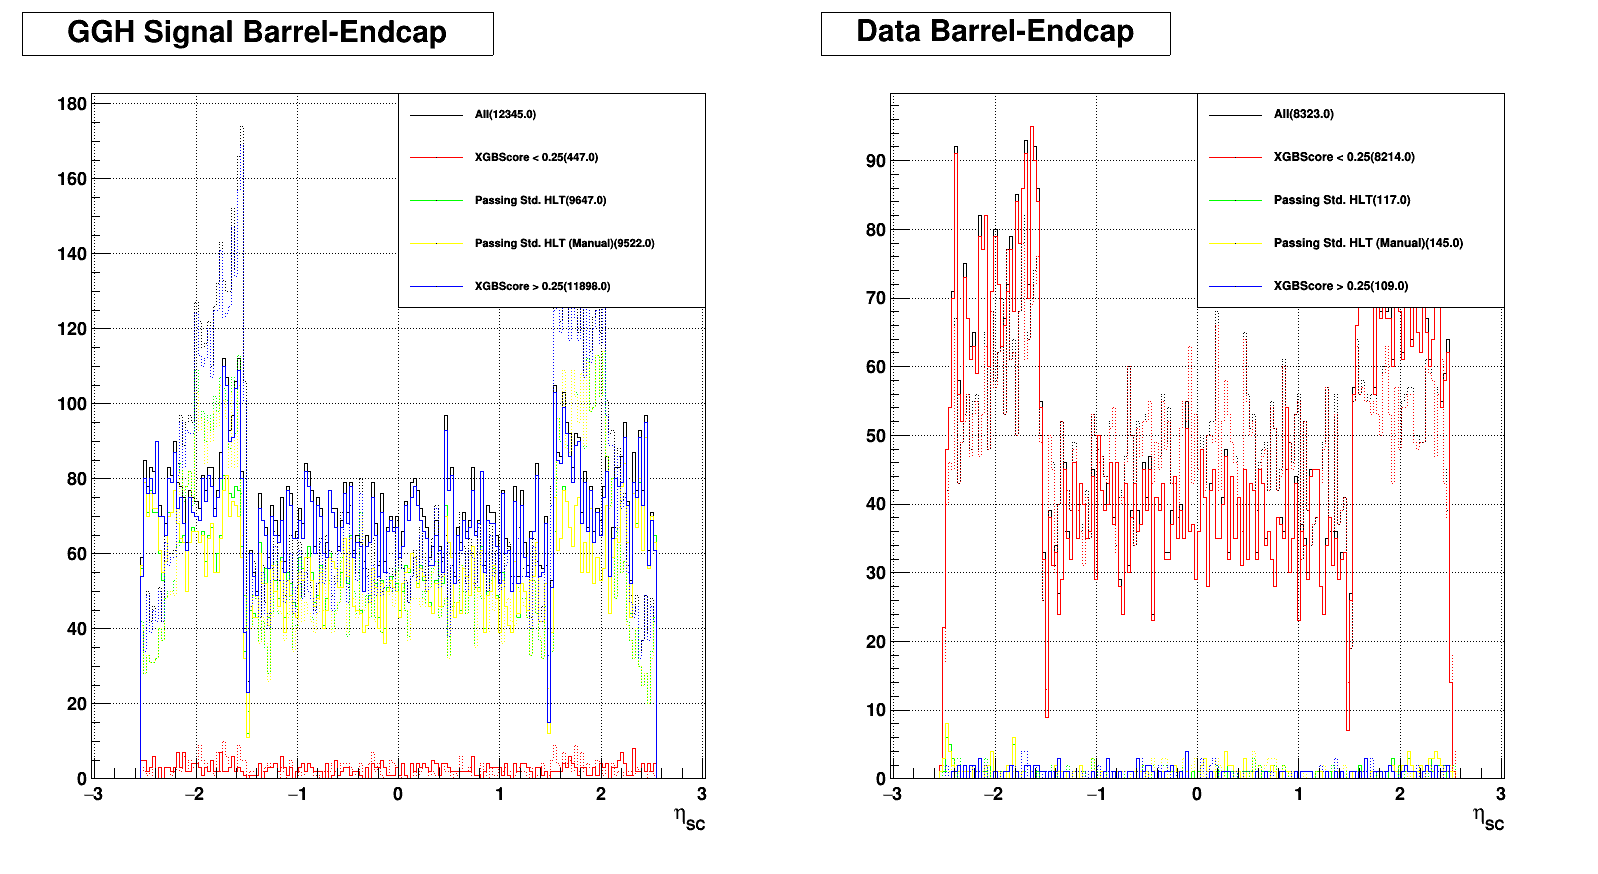 GGH Signal Barrel-Endcap
180
160
140
120
100
80
60
40
20
0
−3
−2
−1
0
1
2
3
ηSC
All(12345.0)
XGBScore < 0.25(447.0)
Passing Std. HLT(9647.0)
Passing Std. HLT (Manual)(9522.0)
XGBScore > 0.25(11898.0)
Data Barrel-Endcap
90
80
70
60
50
40
30
20
10
0
−3
−2
−1
0
1
2
3
ηSC
All(8323.0)
XGBScore < 0.25(8214.0)
Passing Std. HLT(117.0)
Passing Std. HLT (Manual)(145.0)
XGBScore > 0.25(109.0)